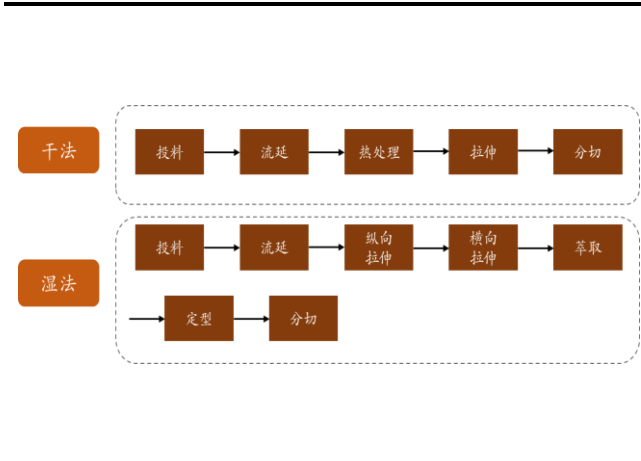 干法
投料
流延
热处理
拉伸
分切
湿法
投料
流延
纵向
拉伸
横向
拉伸
萃取
定型
分切